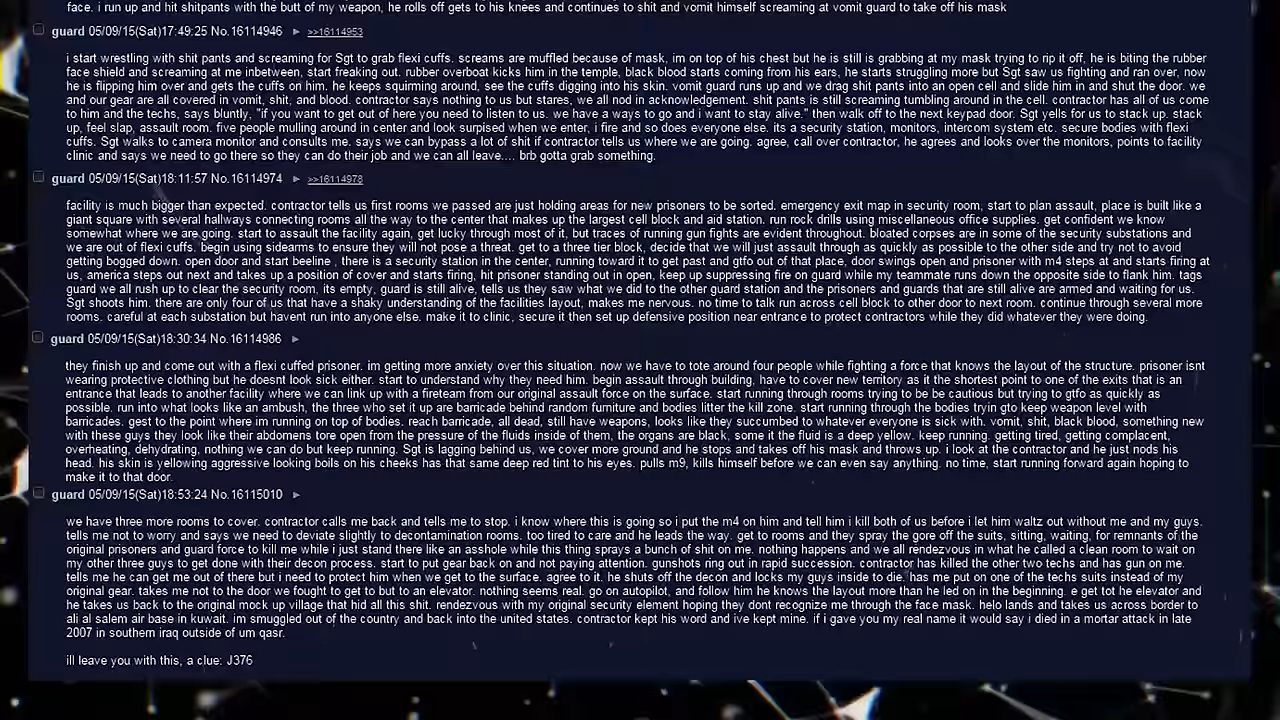 face. i run up and hit shitpants with the butt of my weapon, he rolls off gets to his knees and continues to shit and vomit himself screaming at vomit guard to take off his mask
guard 05/09/15(Sat)17:49:25 No.16114946 ► >>16114953
i start wrestling with shit pants and screaming for Sgt to grab flexi cuffs. screams are muffled because of mask, im on top of his chest but he is still is grabbing at my mask trying to rip it off, he is biting the rubber
face shield and screaming at me inbetween, start freaking out. rubber overboat kicks him in the temple, black blood starts coming from his ears, he starts struggling more but Sgt saw us fighting and ran over, now
he is flipping him over and gets the cuffs on him. he keeps squirming around, see the cuffs digging into his skin. vomit guard runs up and we drag shit pants into an open cell and slide him in and shut the door. we
and our gear are all covered in vomit, shit, and blood. contractor says nothing to us but stares, we all nod in acknowledgement. shit pants is still screaming tumbling around in the cell. contractor has all of us come
to him and the techs, says bluntly, "if you want to get out of here you need to listen to us. we have a ways to go and i want to stay alive." then walk off to the next keypad door. Sgt yells for us to stack up. stack
up, feel slap, assault room. five people mulling around in center and look surprised when we enter, i fire and so does everyone else. its a security station, monitors, intercom system etc. secure bodies with flexi
cuffs. Sgt walks to camera monitor and consults me. says we can bypass a lot of shit if contractor tells us where we are going. agree, call over contractor, he agrees and looks over the monitors, points to facility
clinic and says we need to go there so they can do their job and we can all leave.... brb gotta grab something.
guard 05/09/15(Sat)18:11:57 No.16114974 ► >>16114978
facility is much bigger than expected. contractor tells us first rooms we passed are just holding areas for new prisoners to be sorted. emergency exit map in security room, start to plan assault, place is built like a
giant square with several hallways connecting rooms all the way to the center that makes up the largest cell block and aid station. run rock drills using miscellaneous office supplies. get confident we know
somewhat where we are going. start to assault the facility again, get lucky through most of it, but traces of running gun fights are evident throughout. bloated corpses are in some of the security substations and
we are out of flexi cuffs. begin using sidearms to ensure they will not pose a threat. get to a three tier block, decide that we will just assault through as quickly as possible to the other side and try not to avoid
getting bogged down. open door and start beeline , there is a security station in the center, running toward it to get past and gtfo out of that place, door swings open and prisoner with m4 steps at and starts firing at
us, america steps out next and takes up a position of cover and starts firing, hit prisoner standing out in open, keep up suppressing fire on guard while my teammate runs down the opposite side to flank him. tags
guard we all rush up to clear the security room, its empty, guard is still alive, tells us they saw what we did to the other guard station and the prisoners and guards that are still alive are armed and waiting for us.
Sgt shoots him. there are only four of us that have a shaky understanding of the facilities layout, makes me nervous. no time to talk run across cell block to other door to next room. continue through several more
rooms. careful at each substation but havent run into anyone else. make it to clinic, secure it then set up defensive position near entrance to protect contractors while they did whatever they were doing.
guard 05/09/15(Sat)18:30:34 No.16114986 ►
they finish up and come out with a flexi cuffed prisoner. im getting more anxiety over this situation. now we have to tote around four people while fighting a force that knows the layout of the structure. prisoner isnt
wearing protective clothing but he doesnt look sick either. start to understand why they need him. begin assault through building, have to cover new territory as it the shortest point to one of the exits that is an
entrance that leads to another facility where we can link up with a fireteam from our original assault force on the surface. start running through rooms trying to be be cautious but trying to gtfo as quickly as
possible. run into what looks like an ambush, the three who set it up are barricade behind random furniture and bodies litter the kill zone. start running through the bodies tryin gto keep weapon level with
barricades. gest to the point where im running on top of bodies. reach barricade, all dead, still have weapons, looks like they succumbed to whatever everyone is sick with. vomit, shit, black blood, something new
with these guys they look like their abdomens tore open from the pressure of the fluids inside of them, the organs are black, some it the fluid is a deep yellow. keep running. getting tired, getting complacent,
overheating, dehydrating, nothing we can do but keep running. Sgt is lagging behind us, we cover more ground and he stops and takes off his mask and throws up. i look at the contractor and he just nods his
head. his skin is yellowing aggressive looking boils on his cheeks has that same deep red tint to his eyes. pulls m9, kills himself before we can even say anything. no time, start running forward again hoping to
make it to that door.
guard 05/09/15(Sat)18:53:24 No.16115010 ►
we have three more rooms to cover. contractor calls me back and tells me to stop. i know where this is going so i put the m4 on him and tell him i kill both of us before i let him waltz out without me and my guys.
tells me not to worry and says we need to deviate slightly to decontamination rooms. too tired to care and he leads the way. get to rooms and they spray the gore off the suits, sitting, waiting, for remnants of the
original prisoners and guard force to kill me while i just stand there like an asshole while this thing sprays a bunch of shit on me. nothing happens and we all rendezvous in what he called a clean room to wait on
my other three guys to get done with their decon process. start to put gear back on and not paying attention. gunshots ring out in rapid succession. contractor has killed the other two techs and has gun on me.
tells me he can get me out of there but i need to protect him when we get to the surface. agree to it. he shuts off the decon and locks my guys inside to die. has me put on one of the techs suits instead of my
original gear. takes me not to the door we fought to get to but to an elevator. nothing seems real. go on autopilot, and follow him he knows the layout more than he led on in the beginning. e get tot he elevator and
he takes us back to the original mock up village that hid all this shit. rendezvous with my original security element hoping they dont recognize me through the face mask. helo lands and takes us across border to
ali al salem air base in kuwait. im smuggled out of the country and back into the united states. contractor kept his word and ive kept mine. if i gave you my real name it would say i died in a mortar attack in late
2007 in southern iraq outside of um qasr.
ill leave you with this, a clue: J376